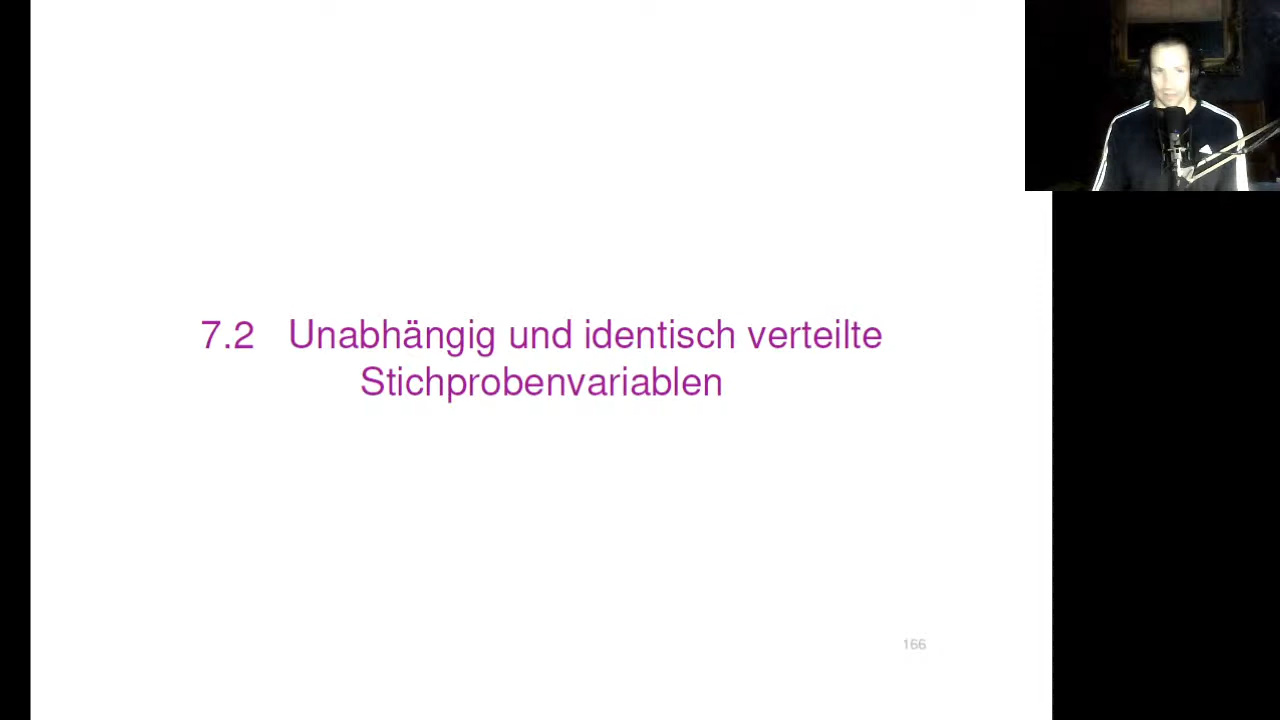 7.2 Unabhängig und identisch verteilte
Stichprobenvariablen
166